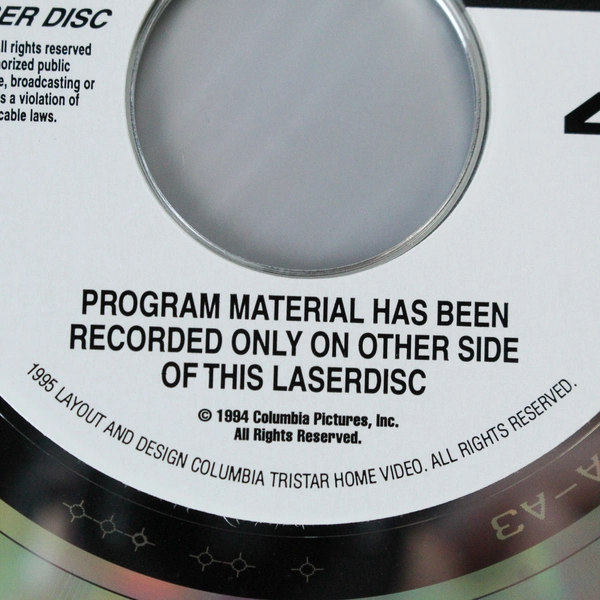 ER DISC
ll rights reserved
orized public
e, broadcasting or
s a violation of
cable laws.
PROGRAM MATERIAL HAS BEEN
RECORDED ONLY ON OTHER SIDE
OF THIS LASERDISC
© 1994 Columbia Pictures, Inc.
All Rights Reserved.
1995 LAYOUT AND DESIGN COLUMBIA TRISTAR HOME VIDEO. ALL RIGHTS RESERVED.
A-A3